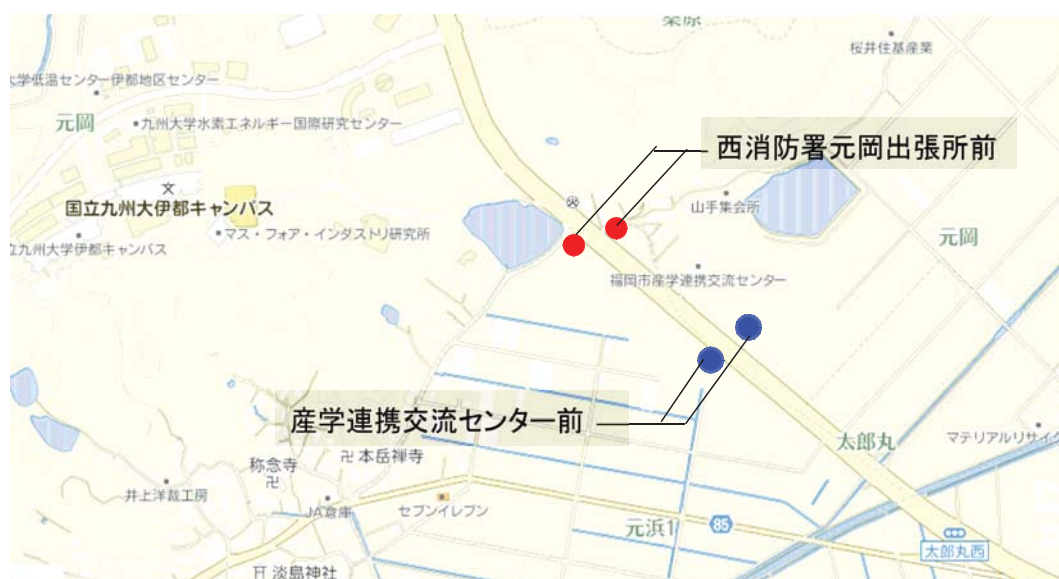 桑原
桜井住基産業
大学低温センター伊都地区センター
元岡
九州大学水素エネルギー国際研究センター
西消防署元岡出張所前
国立九州大伊都キャンパス
山手集会所
マス・フォア・インダストリ研究所
元岡
立九州大学伊都キャンパス
福岡市産学連携交流センター
産学連携交流センター前
太郎丸
マテリアルリサイク
本岳禅寺
称念寺
井上洋裁工房
JA倉庫
セブンイレブン
元浜1
85
太郎丸西
淡島神社